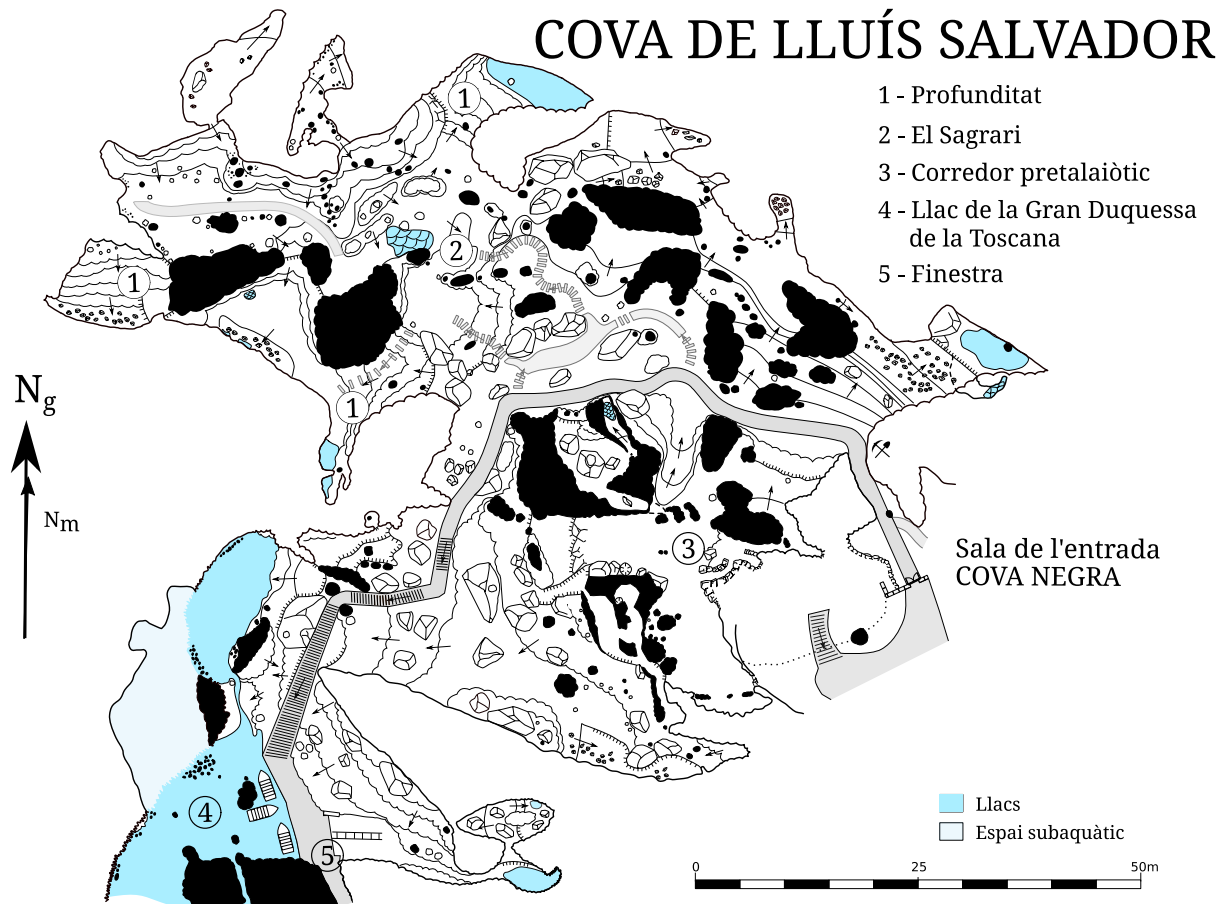 COVA DE LLUÍS SALVADOR
1 - Profunditat
2 - El Sagrari
3 - Corredor pretalaiòtic
4 - Llac de la Gran Duquessa
de la Toscana
5 - Finestra
1
1
2
1
Ng
Nm
3
Sala de l'entrada
COVA NEGRA
4
5
Llacs
Espai subaquàtic
0 25 50m